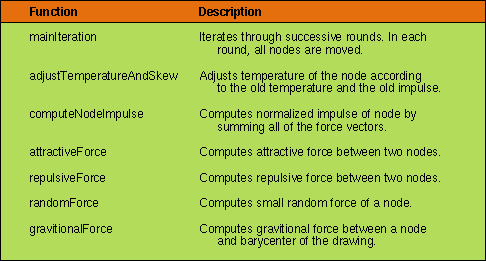 Function Description
mainIteration Iterates through successive rounds. In each
round, all nodes are moved.
adjustTemperatureAndSkew Adjusts temperature of the node according
to the old temperature and the old impulse.
computeNodeImpulse Computes normalized impulse of node by
summing all of the force vectors.
attractiveForce Computes attractive force between two nodes.
repulsiveForce Computes repulsive force between two nodes.
randomForce Computes small random force of a node.
gravitionalForce Computes gravitional force between a node
and barycenter of the drawing.